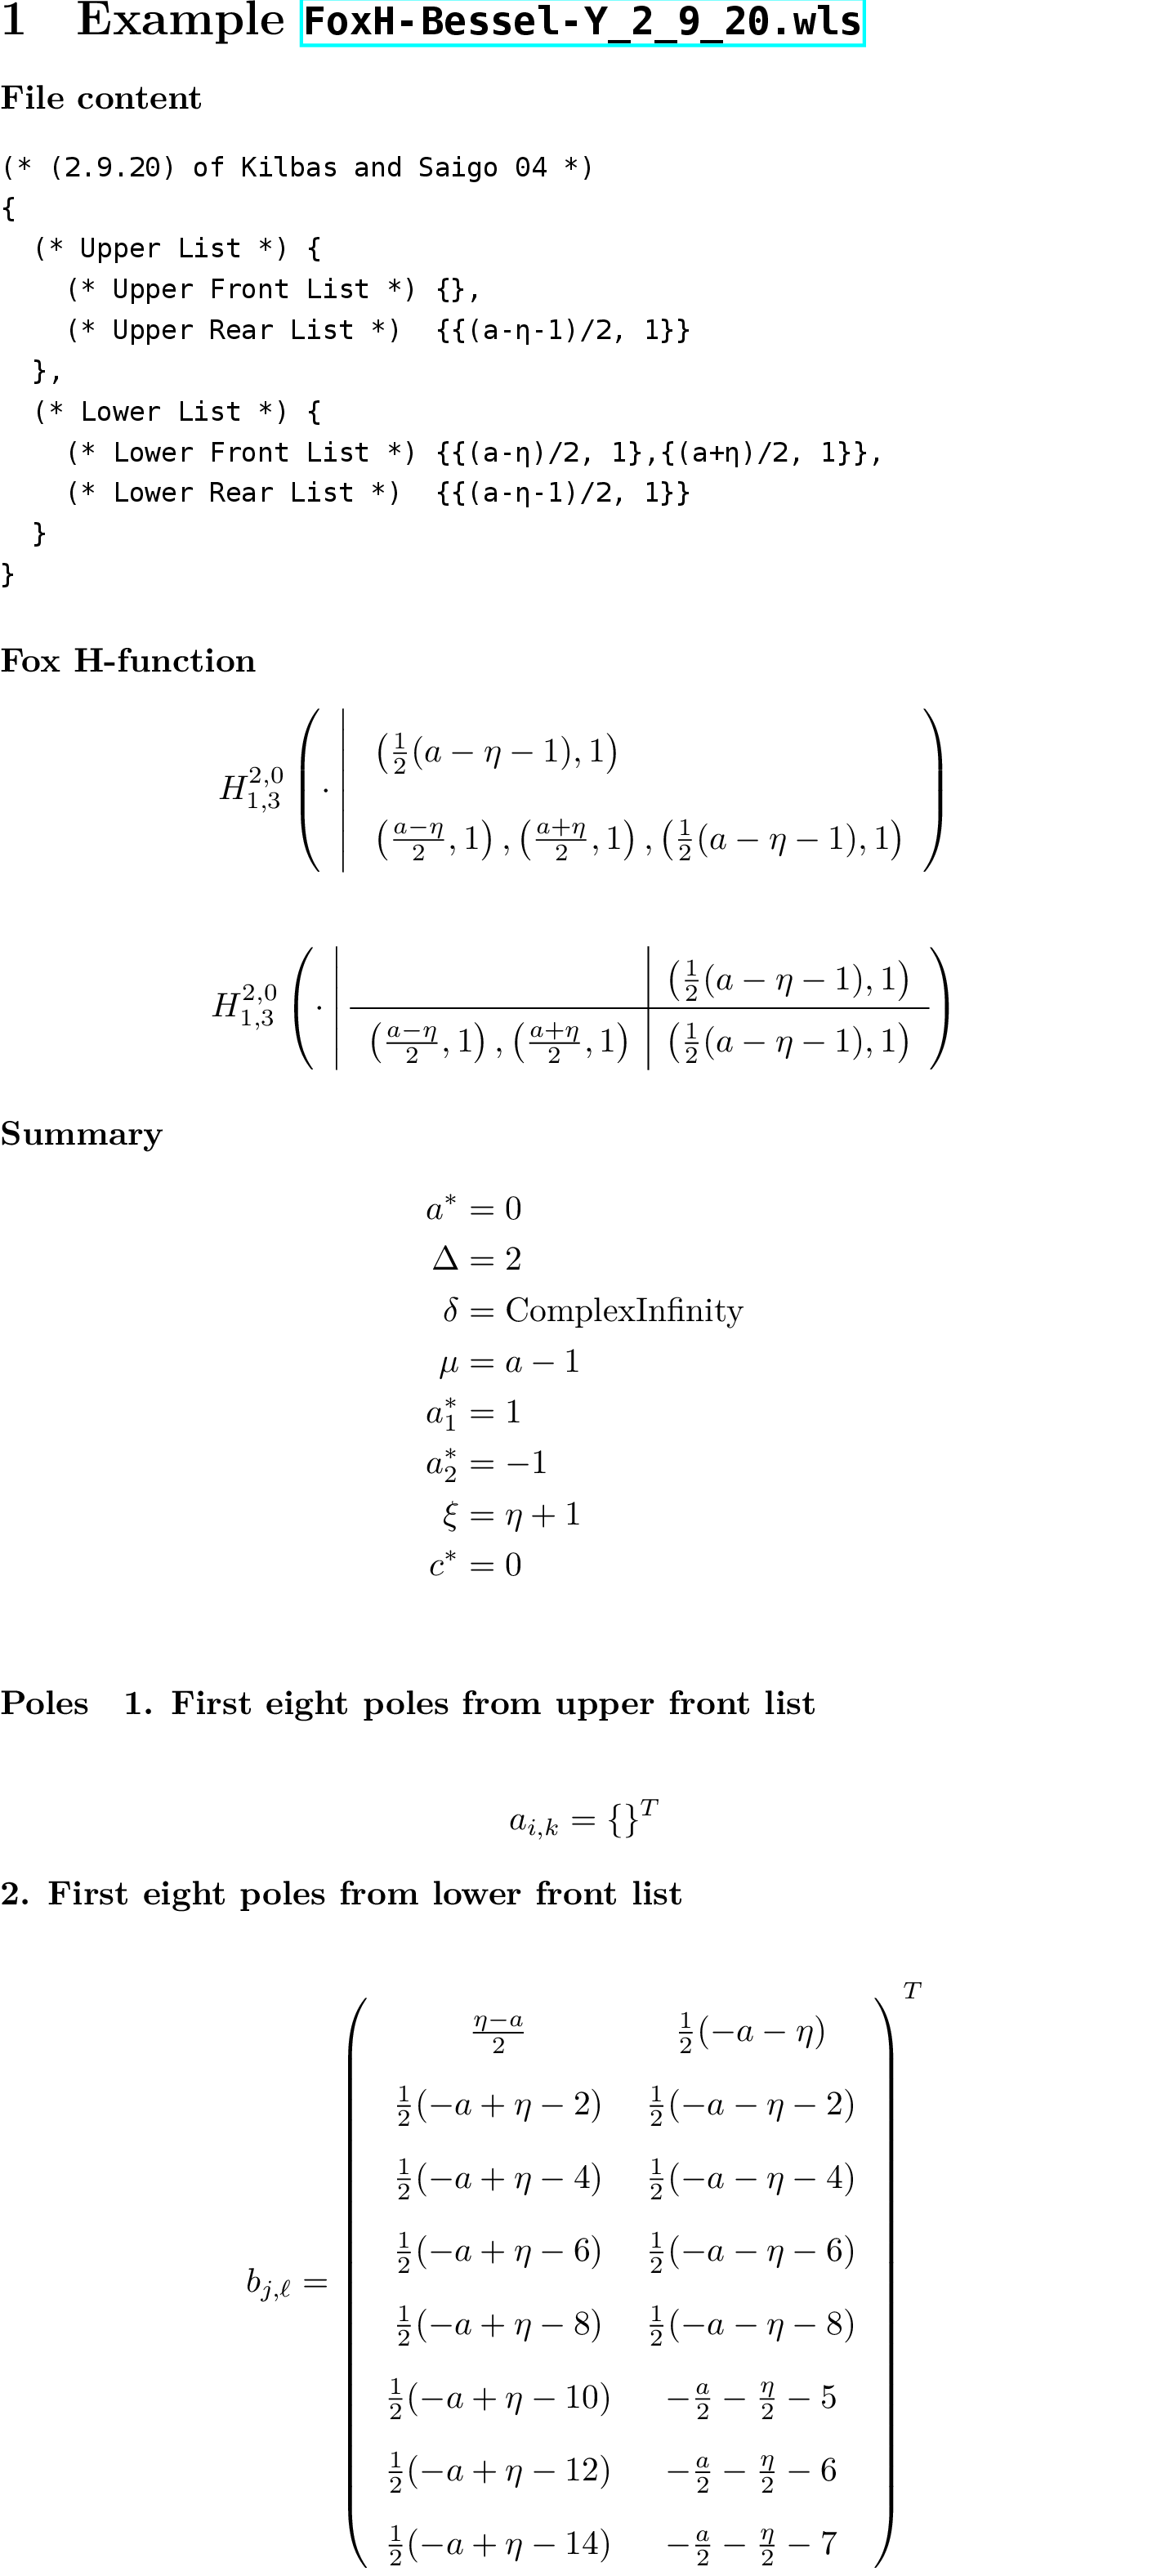 1 Example FoxH-Bessel-Y_2_9_20.wls
File content
(* (2.9.20) of Kilbas and Saigo 04 *)
{
(* Upper List *) {
(* Upper Front List *) {},
(* Upper Rear List *)  {{(a-η-1)/2, 1}}
},
(* Lower List *) {
(* Lower Front List *) {{(a-η)/2, 1},{(a+η)/2, 1}},
(* Lower Rear List *)  {{(a-η-1)/2, 1}}
}
}
Fox H-function
$H_{1,3}^{2,0} \left( \cdot \middle| \begin{array}{l} \left(\frac{1}{2}(a-\eta-1),1\right) \\ \left(\frac{a-\eta}{2},1\right),\left(\frac{a+\eta}{2},1\right),\left(\frac{1}{2}(a-\eta-1),1\right) \end{array} \right)$
$H_{1,3}^{2,0} \left( \cdot \middle| \begin{array}{c|c} & \left(\frac{1}{2}(a-\eta-1),1\right) \\ \hline \left(\frac{a-\eta}{2},1\right),\left(\frac{a+\eta}{2},1\right) & \left(\frac{1}{2}(a-\eta-1),1\right) \end{array} \right)$
Summary
$a^* = 0$
$\Delta = 2$
$\delta = \text{ComplexInfinity}$
$\mu = a - 1$
$a_1^* = 1$
$a_2^* = -1$
$\xi = \eta + 1$
$c^* = 0$
Poles 1. First eight poles from upper front list
$a_{i,k} = \{\}^T$
2. First eight poles from lower front list
$b_{j,\ell} = \left( \begin{array}{cc} \frac{\eta-a}{2} & \frac{1}{2}(-a-\eta) \\ \frac{1}{2}(-a+\eta-2) & \frac{1}{2}(-a-\eta-2) \\ \frac{1}{2}(-a+\eta-4) & \frac{1}{2}(-a-\eta-4) \\ \frac{1}{2}(-a+\eta-6) & \frac{1}{2}(-a-\eta-6) \\ \frac{1}{2}(-a+\eta-8) & \frac{1}{2}(-a-\eta-8) \\ \frac{1}{2}(-a+\eta-10) & -\frac{a}{2}-\frac{\eta}{2}-5 \\ \frac{1}{2}(-a+\eta-12) & -\frac{a}{2}-\frac{\eta}{2}-6 \\ \frac{1}{2}(-a+\eta-14) & -\frac{a}{2}-\frac{\eta}{2}-7 \end{array} \right)^T$